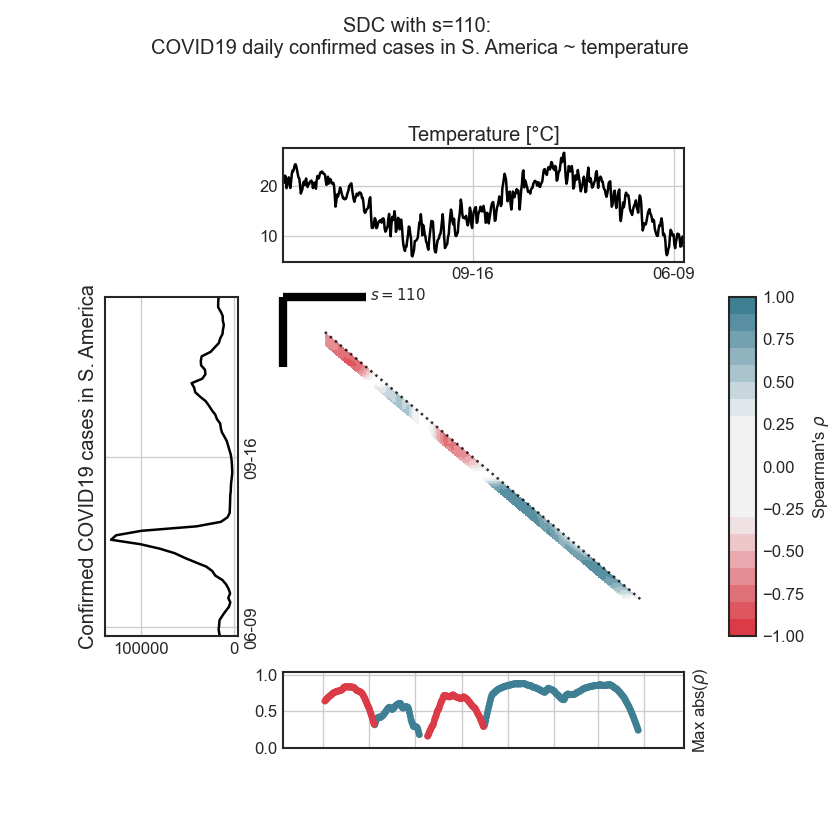 SDC with s=110:
COVID19 daily confirmed cases in S. America ~ temperature
Temperature [°C]
20
10
09-16
06-09
s = 110
Confirmed COVID19 cases in S. America
09-16
06-09
100000
0
1.00
0.75
0.50
0.25
0.00
−0.25
−0.50
−0.75
−1.00
Spearman's ρ
1.0
0.5
0.0
Max abs(ρ)